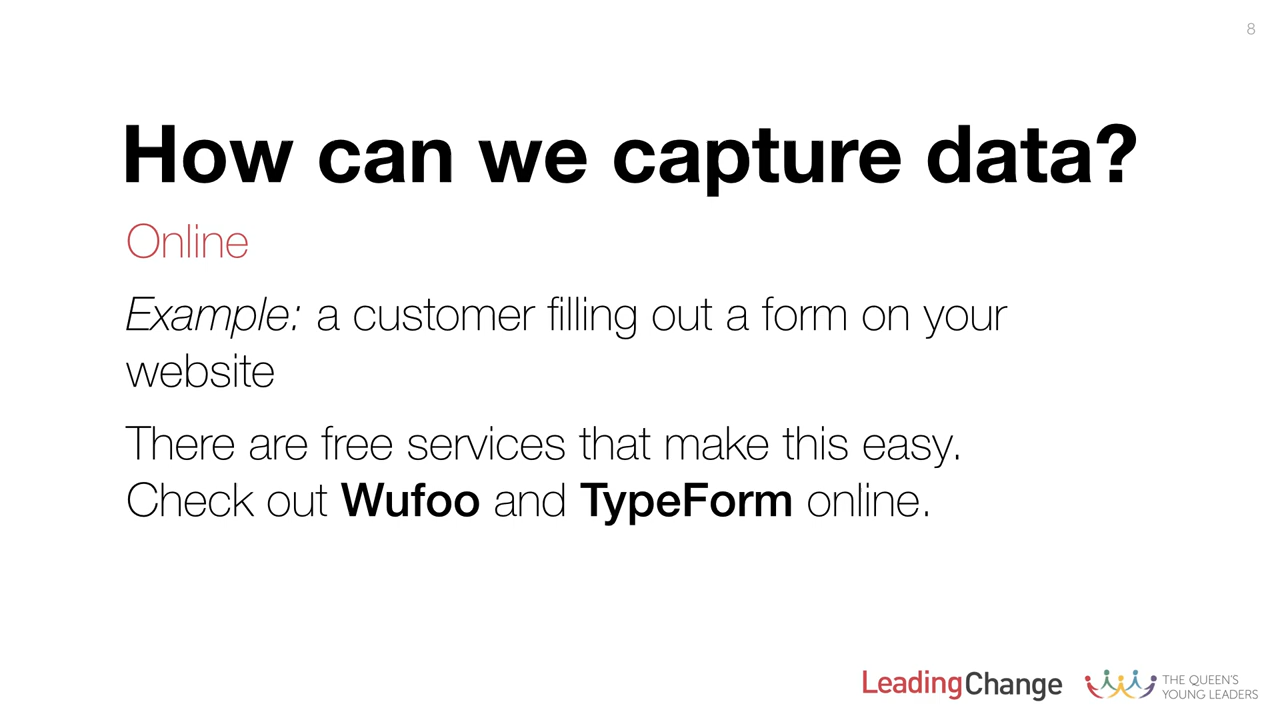 8
How can we capture data?
Online
Example: a customer filling out a form on your
website
There are free services that make this easy.
Check out Wufoo and TypeForm online.
LeadingChange
THE QUEEN'S
YOUNG LEADERS